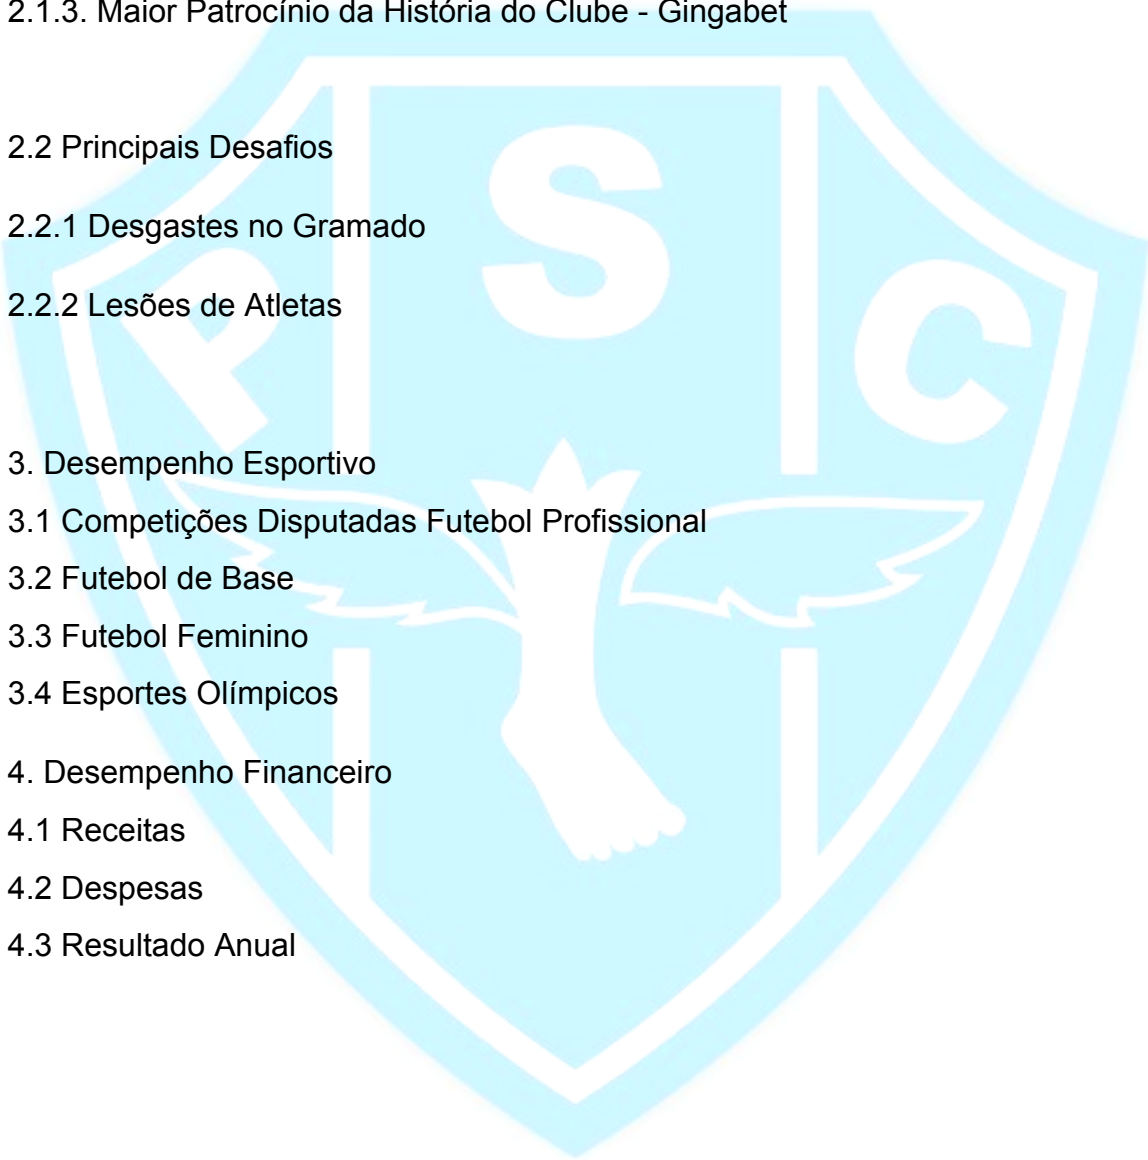 2.1.3. Maior Patrocínio da História do Clube - Gingabet
2.2 Principais Desafios
2.2.1 Desgastes no Gramado
2.2.2 Lesões de Atletas
3. Desempenho Esportivo
3.1 Competições Disputadas Futebol Profissional
3.2 Futebol de Base
3.3 Futebol Feminino
3.4 Esportes Olímpicos
4. Desempenho Financeiro
4.1 Receitas
4.2 Despesas
4.3 Resultado Anual
P S C